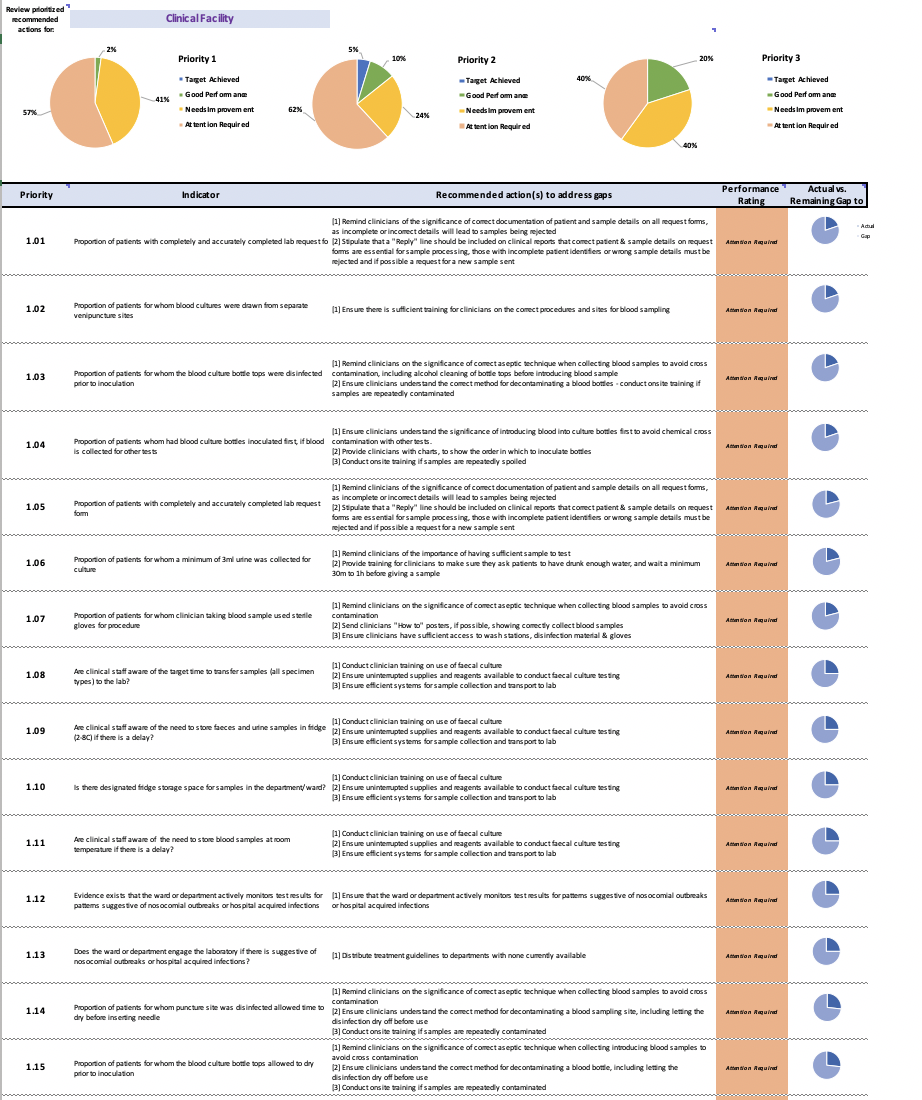 Review prioritized
recommended
actions for:
Clinical Facility
Priority 1
2%
41%
57%
Target Achieved
Good Performance
Needs Improvement
Attention Required
Priority 2
5%
10%
24%
62%
Target Achieved
Good Performance
Needs Improvement
Attention Required
Priority 3
20%
40%
40%
Target Achieved
Good Performance
Needs Improvement
Attention Required
Priority
Indicator
Recommended action(s) to address gaps
Performance
Rating
Actual vs.
Remaining Gap to
1.01
Proportion of patients with completely and accurately completed lab request fo
[1] Remind clinicians of the significance of correct documentation of patient and sample details on all request forms,
as incomplete or incorrect details will lead to samples being rejected
[2] Stipulate that a "Reply" line should be included on clinical reports that correct patient & sample details on request
forms are essential for sample processing, those with incomplete patient identifiers or wrong sample details must be
rejected and if possible a request for a new sample sent
Attention Required
Actual
Gap
1.02
Proportion of patients for whom blood cultures were drawn from separate
venipuncture sites
[1] Ensure there is sufficient training for clinicians on the correct procedures and sites for blood sampling
Attention Required
1.03
Proportion of patients for whom the blood culture bottle tops were disinfected
prior to inoculation
[1] Remind clinicians on the significance of correct aseptic technique when collecting blood samples to avoid cross
contamination, including alcohol cleaning of bottle tops before introducing blood sample
[2] Ensure clinicians understand the correct method for decontaminating a blood bottles - conduct onsite training if
samples are repeatedly contaminated
Attention Required
1.04
Proportion of patients whom had blood culture bottles inoculated first, if blood
is collected for other tests
[1] Ensure clinicians understand the significance of introducing blood into culture bottles first to avoid chemical cross
contamination with other tests.
[2] Provide clinicians with charts, to show the order in which to inoculate bottles
[3] Conduct onsite training if samples are repeatedly spoiled
Attention Required
1.05
Proportion of patients with completely and accurately completed lab request
form
[1] Remind clinicians of the significance of correct documentation of patient and sample details on all request forms,
as incomplete or incorrect details will lead to samples being rejected
[2] Stipulate that a "Reply" line should be included on clinical reports that correct patient & sample details on request
forms are essential for sample processing, those with incomplete patient identifiers or wrong sample details must be
rejected and if possible a request for a new sample sent
Attention Required
1.06
Proportion of patients for whom a minimum of 3ml urine was collected for
culture
[1] Remind clinicians of the importance of having sufficient sample to test
[2] Provide training for clinicians to make sure they ask patients to have drunk enough water, and wait a minimum
30m to 1h before giving a sample
Attention Required
1.07
Proportion of patients for whom clinician taking blood sample used sterile
gloves for procedure
[1] Remind clinicians on the significance of correct aseptic technique when collecting blood samples to avoid cross
contamination
[2] Send clinicians "How to" posters, if possible, showing correctly collect blood samples
[3] Ensure clinicians have sufficient access to wash stations, disinfection material & gloves
Attention Required
1.08
Are clinical staff aware of the target time to transfer samples (all specimen
types) to the lab?
[1] Conduct clinician training on use of faecal culture
[2] Ensure uninterrupted supplies and reagents available to conduct faecal culture testing
[3] Ensure efficient systems for sample collection and transport to lab
Attention Required
1.09
Are clinical staff aware of the need to store faeces and urine samples in fridge
(2-8C) if there is a delay?
[1] Conduct clinician training on use of faecal culture
[2] Ensure uninterrupted supplies and reagents available to conduct faecal culture testing
[3] Ensure efficient systems for sample collection and transport to lab
Attention Required
1.10
Is there designated fridge storage space for samples in the department/ward?
[1] Conduct clinician training on use of faecal culture
[2] Ensure uninterrupted supplies and reagents available to conduct faecal culture testing
[3] Ensure efficient systems for sample collection and transport to lab
Attention Required
1.11
Are clinical staff aware of the need to store blood samples at room
temperature if there is a delay?
[1] Conduct clinician training on use of faecal culture
[2] Ensure uninterrupted supplies and reagents available to conduct faecal culture testing
[3] Ensure efficient systems for sample collection and transport to lab
Attention Required
1.12
Evidence exists that the ward or department actively monitors test results for
patterns suggestive of nosocomial outbreaks or hospital acquired infections
[1] Ensure that the ward or department actively monitors test results for patterns suggestive of nosocomial outbreaks
or hospital acquired infections
Attention Required
1.13
Does the ward or department engage the laboratory if there is suggestive of
nosocomial outbreaks or hospital acquired infections?
[1] Distribute treatment guidelines to departments with none currently available
Attention Required
1.14
Proportion of patients for whom puncture site was disinfected allowed time to
dry before inserting needle
[1] Remind clinicians on the significance of correct aseptic technique when collecting blood samples to avoid cross
contamination
[2] Ensure clinicians understand the correct method for decontaminating a blood sampling site, including letting the
disinfection dry off before use
[3] Conduct onsite training if samples are repeatedly contaminated
Attention Required
1.15
Proportion of patients for whom the blood culture bottle tops allowed to dry
prior to inoculation
[1] Remind clinicians on the significance of correct aseptic technique when collecting introducing blood samples to
avoid cross contamination
[2] Ensure clinicians understand the correct method for decontaminating a blood bottle, including letting the
disinfection dry off before use
[3] Conduct onsite training if samples are repeatedly contaminated
Attention Required